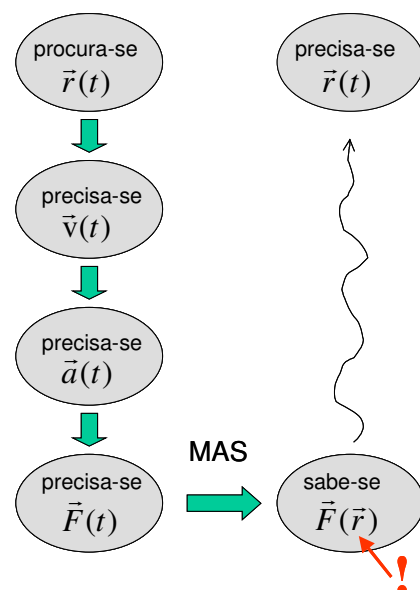 procura-se
r⃗(t)
precisa-se
v⃗(t)
precisa-se
a⃗(t)
precisa-se
F⃗(t)
MAS
sabe-se
F⃗(r⃗)
!
precisa-se
r⃗(t)